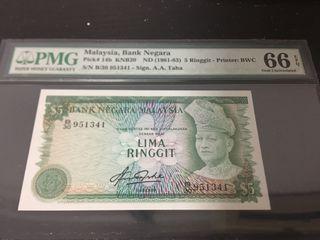 PMG
PAPER MONEY GUARANTY
Malaysia, Bank Negara
Pick# 14b KNB20 ND (1981-83) 5 Ringgit - Printer: BWC
S/N B/30 951341 - Sign. A.A. Taha
66 EPQ
Gem Uncirculated
$5 BANK NEGARA MALAYSIA
B/30 951341
LIMA
RINGGIT
B/30 951341
$5